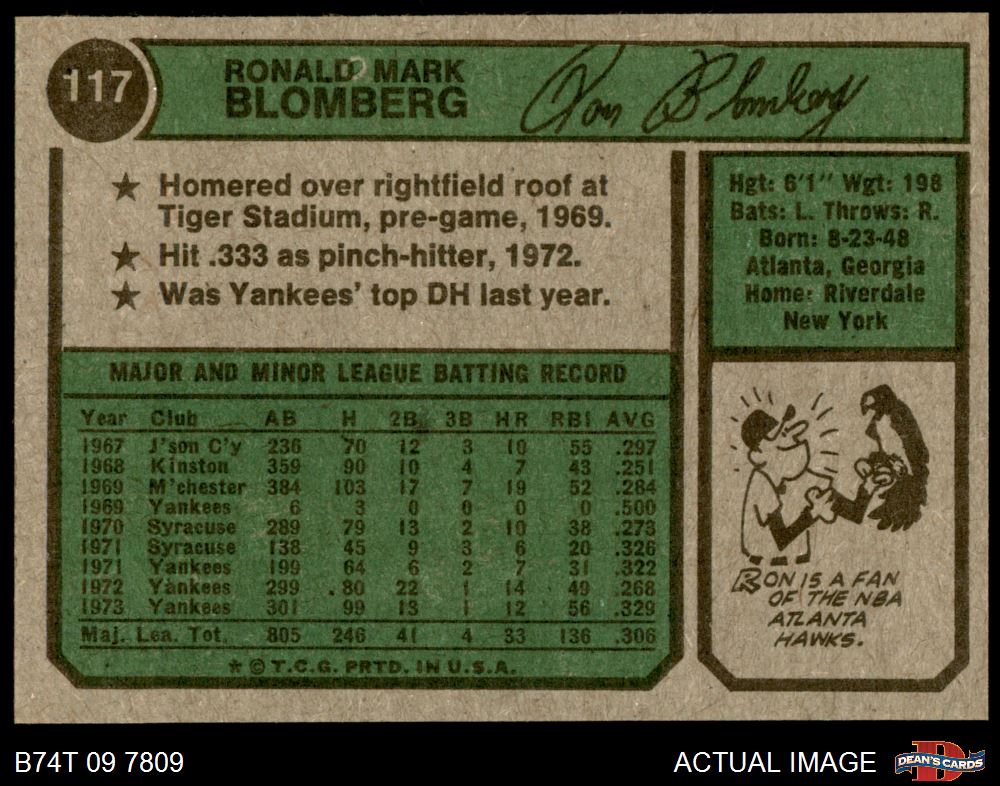 117
RONALD MARK
BLOMBERG
Ron Blomberg
★ Homered over rightfield roof at
Tiger Stadium, pre-game, 1969.
★ Hit .333 as pinch-hitter, 1972.
★ Was Yankees' top DH last year.
Hgt: 6'1" Wgt: 198
Bats: L. Throws: R.
Born: 8-23-48
Atlanta, Georgia
Home: Riverdale
New York
MAJOR AND MINOR LEAGUE BATTING RECORD
Year Club AB H 2B 3B HR RBI AVG
1967 J'son C'y 236 70 12 3 10 55 .297
1968 Kinston 359 90 10 4 7 43 .251
1969 M'chester 384 103 17 7 19 52 .284
1969 Yankees 6 3 0 0 0 0 .500
1970 Syracuse 289 79 13 2 10 38 .273
1971 Syracuse 138 45 9 3 6 20 .326
1971 Yankees 199 64 6 2 7 31 .322
1972 Yankees 299 80 22 1 14 49 .268
1973 Yankees 301 99 13 1 12 56 .329
Maj. Lea. Tot. 805 246 41 4 33 136 .306
* © T.C.G. PRTD. IN U.S.A.
RON IS A FAN
OF THE NBA
ATLANTA
HAWKS.
B74T 09 7809
ACTUAL IMAGE
DEAN'S CARDS